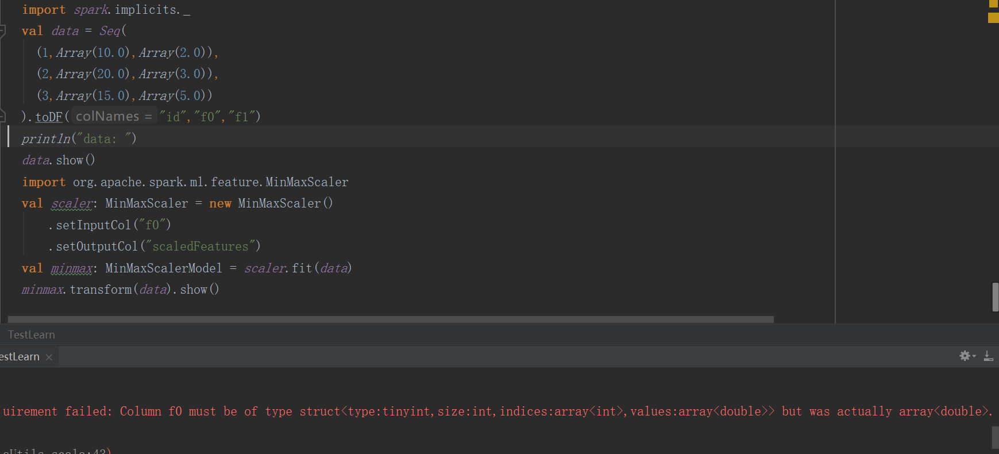 import spark.implicits._
val data = Seq(
(1,Array(10.0),Array(2.0)),
(2,Array(20.0),Array(3.0)),
(3,Array(15.0),Array(5.0))
).toDF( colNames = "id","f0","f1")
println("data: ")
data.show()
import org.apache.spark.ml.feature.MinMaxScaler
val scaler: MinMaxScaler = new MinMaxScaler()
.setInputCol("f0")
.setOutputCol("scaledFeatures")
val minmax: MinMaxScalerModel = scaler.fit(data)
minmax.transform(data).show()
TestLearn
estLearn ×
uirement failed: Column f0 must be of type struct<type:tinyint,size:int,indices:array<int>,values:array<double>> but was actually array<double>.
aUtils.scala:43)